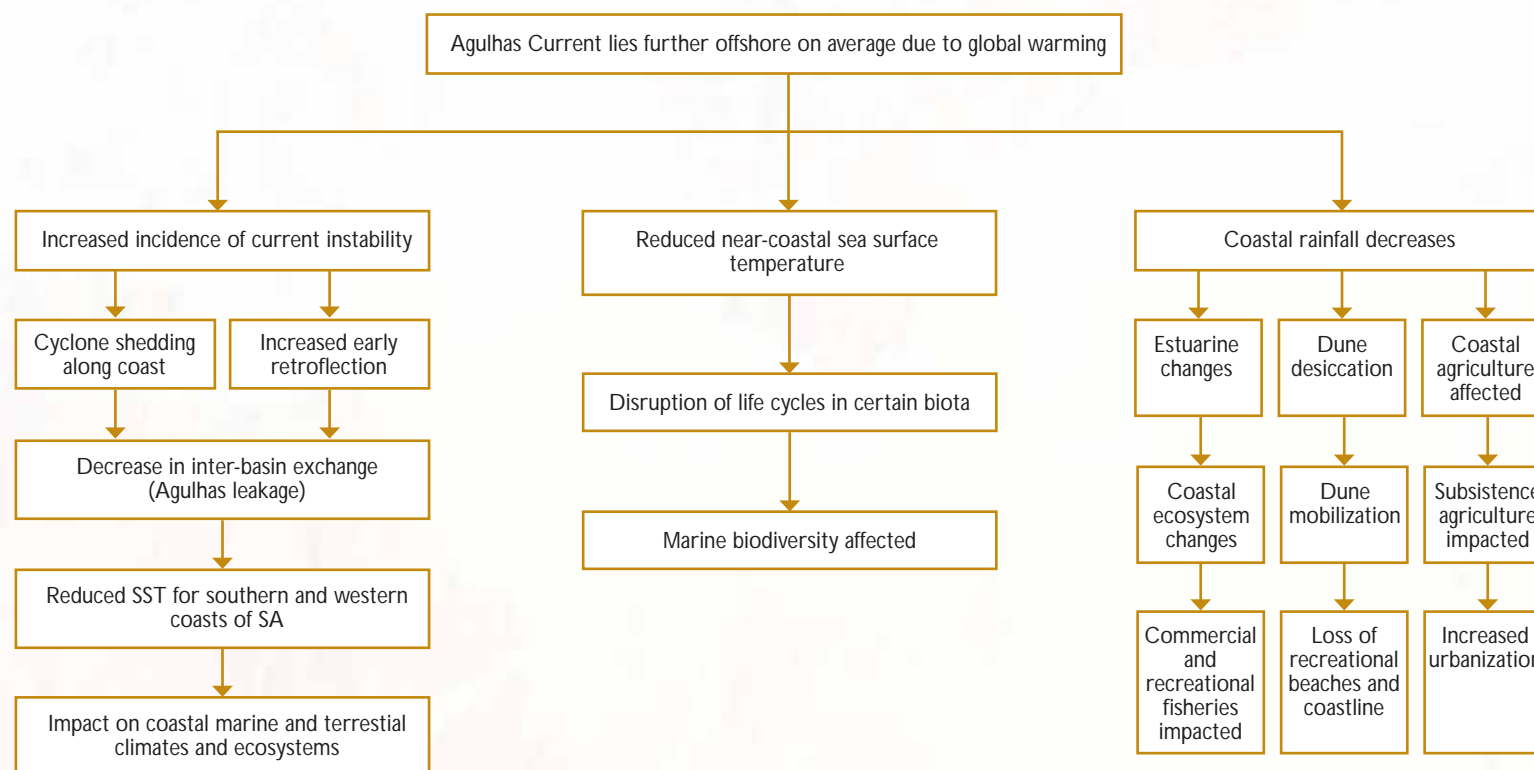 Agulhas Current lies further offshore on average due to global warming
Increased incidence of current instability
Cyclone shedding
along coast
Increased early
retroflection
Decrease in inter-basin exchange
(Agulhas leakage)
Reduced SST for southern and western
coasts of SA
Impact on coastal marine and terrestial
climates and ecosystems
Reduced near-coastal sea surface
temperature
Disruption of life cycles in certain biota
Marine biodiversity affected
Coastal rainfall decreases
Estuarine
changes
Coastal
ecosystem
changes
Commercial
and
recreational
fisheries
impacted
Dune
desiccation
Dune
mobilization
Loss of
recreational
beaches and
coastline
Coastal
agriculture
affected
Subsistence
agriculture
impacted
Increased
urbanization